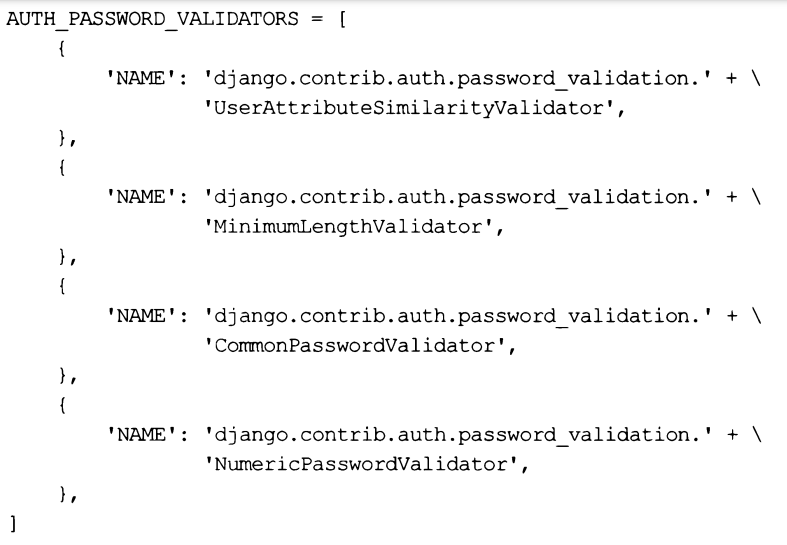 AUTH_PASSWORD_VALIDATORS = [
    {
        'NAME': 'django.contrib.auth.password_validation.' + \
                'UserAttributeSimilarityValidator',
    },
    {
        'NAME': 'django.contrib.auth.password_validation.' + \
                'MinimumLengthValidator',
    },
    {
        'NAME': 'django.contrib.auth.password_validation.' + \
                'CommonPasswordValidator',
    },
    {
        'NAME': 'django.contrib.auth.password_validation.' + \
                'NumericPasswordValidator',
    },
]